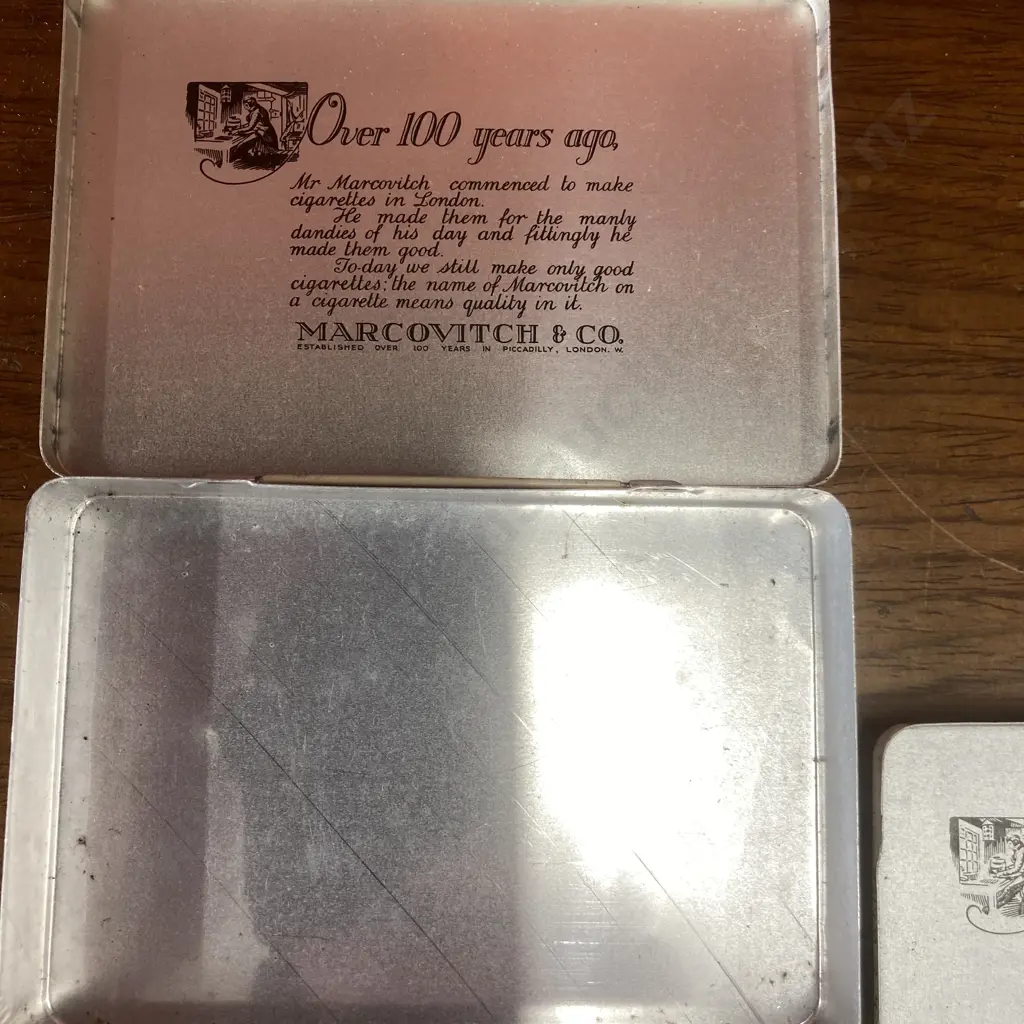 Over 100 years ago,
Mr Marcovitch commenced to make
cigarettes in London.
He made them for the manly
dandies of his day and fittingly he
made them good.
To-day we still make only good
cigarettes: the name of Marcovitch on
a cigarette means quality in it.
MARCOVITCH & CO.
ESTABLISHED OVER 100 YEARS IN PICCADILLY, LONDON. W.